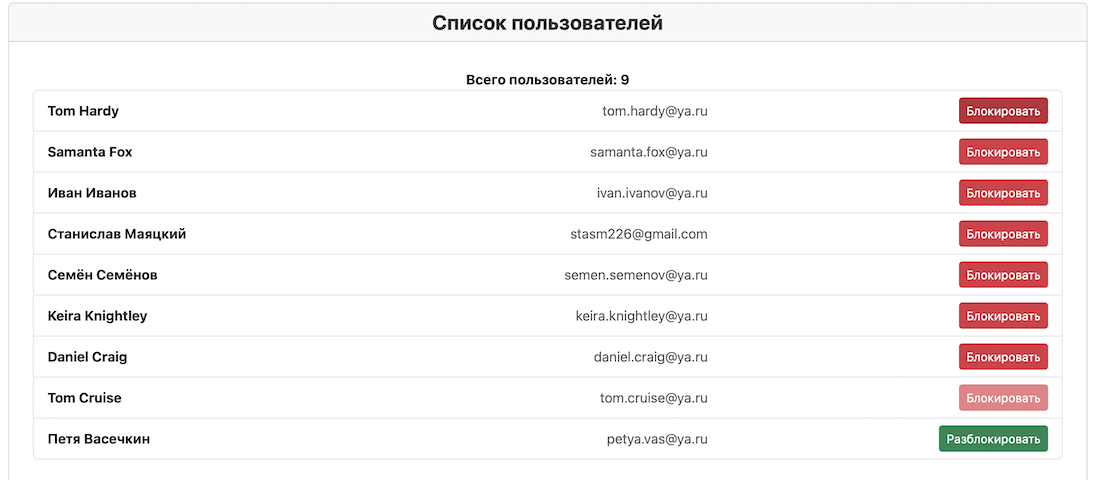 Список пользователей
Всего пользователей: 9
Tom Hardy tom.hardy@ya.ru Блокировать
Samanta Fox samanta.fox@ya.ru Блокировать
Иван Иванов ivan.ivanov@ya.ru Блокировать
Станислав Маяцкий stasm226@gmail.com Блокировать
Семён Семёнов semen.semenov@ya.ru Блокировать
Keira Knightley keira.knightley@ya.ru Блокировать
Daniel Craig daniel.craig@ya.ru Блокировать
Tom Cruise tom.cruise@ya.ru Блокировать
Петя Васечкин petya.vas@ya.ru Разблокировать